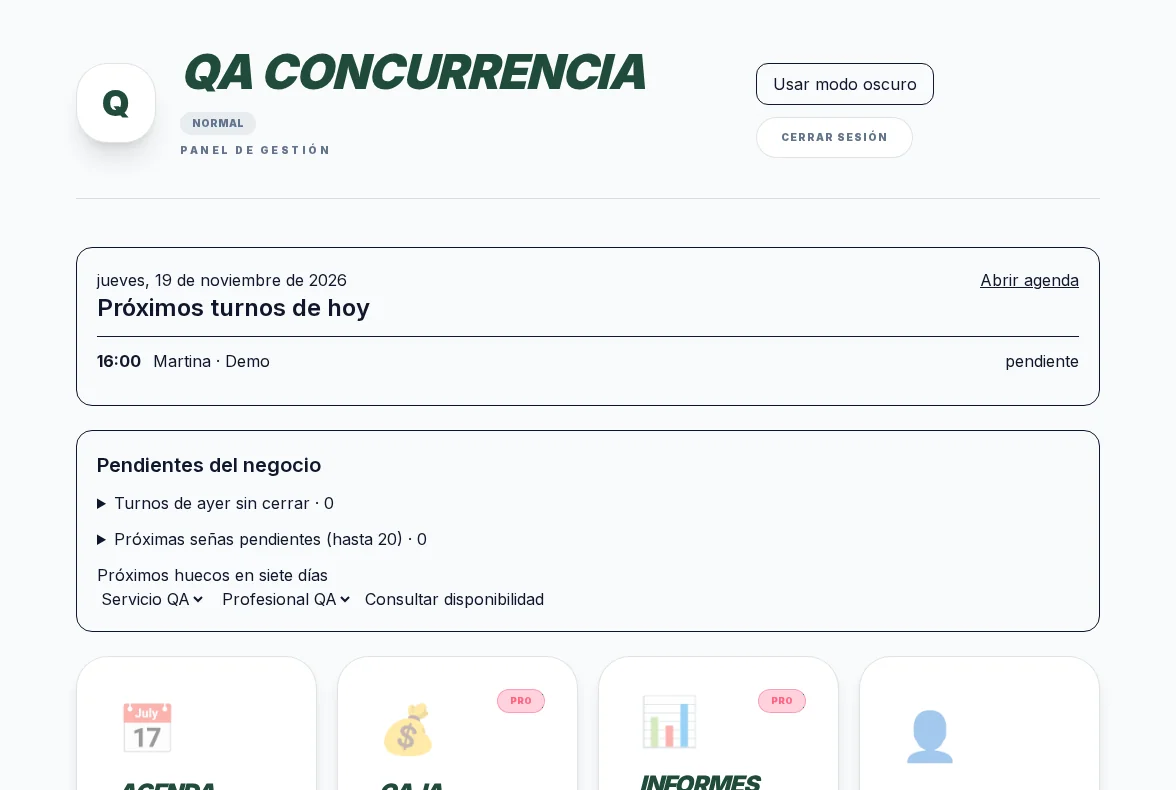 Q
QA CONCURRENCIA
NORMAL
PANEL DE GESTIÓN
Usar modo oscuro
CERRAR SESIÓN
jueves, 19 de noviembre de 2026
Abrir agenda
Próximos turnos de hoy
16:00 Martina · Demo pendiente
Pendientes del negocio
▶ Turnos de ayer sin cerrar · 0
▶ Próximas señas pendientes (hasta 20) · 0
Próximos huecos en siete días
Servicio QA Profesional QA Consultar disponibilidad
July
17
PRO
PRO
AGENDA
CAJA
INFORMES